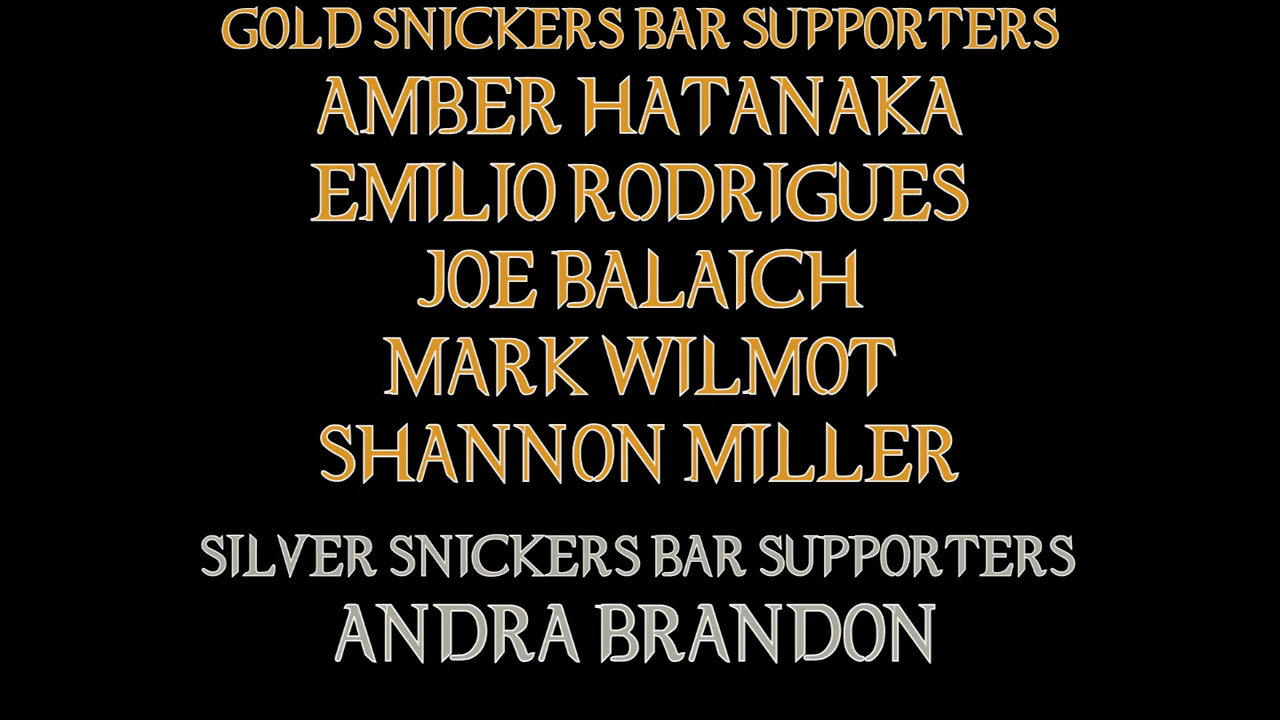 GOLD SNICKERS BAR SUPPORTERS
AMBER HATANAKA
EMILIO RODRIGUES
JOE BALAICH
MARK WILMOT
SHANNON MILLER
SILVER SNICKERS BAR SUPPORTERS
ANDRA BRANDON